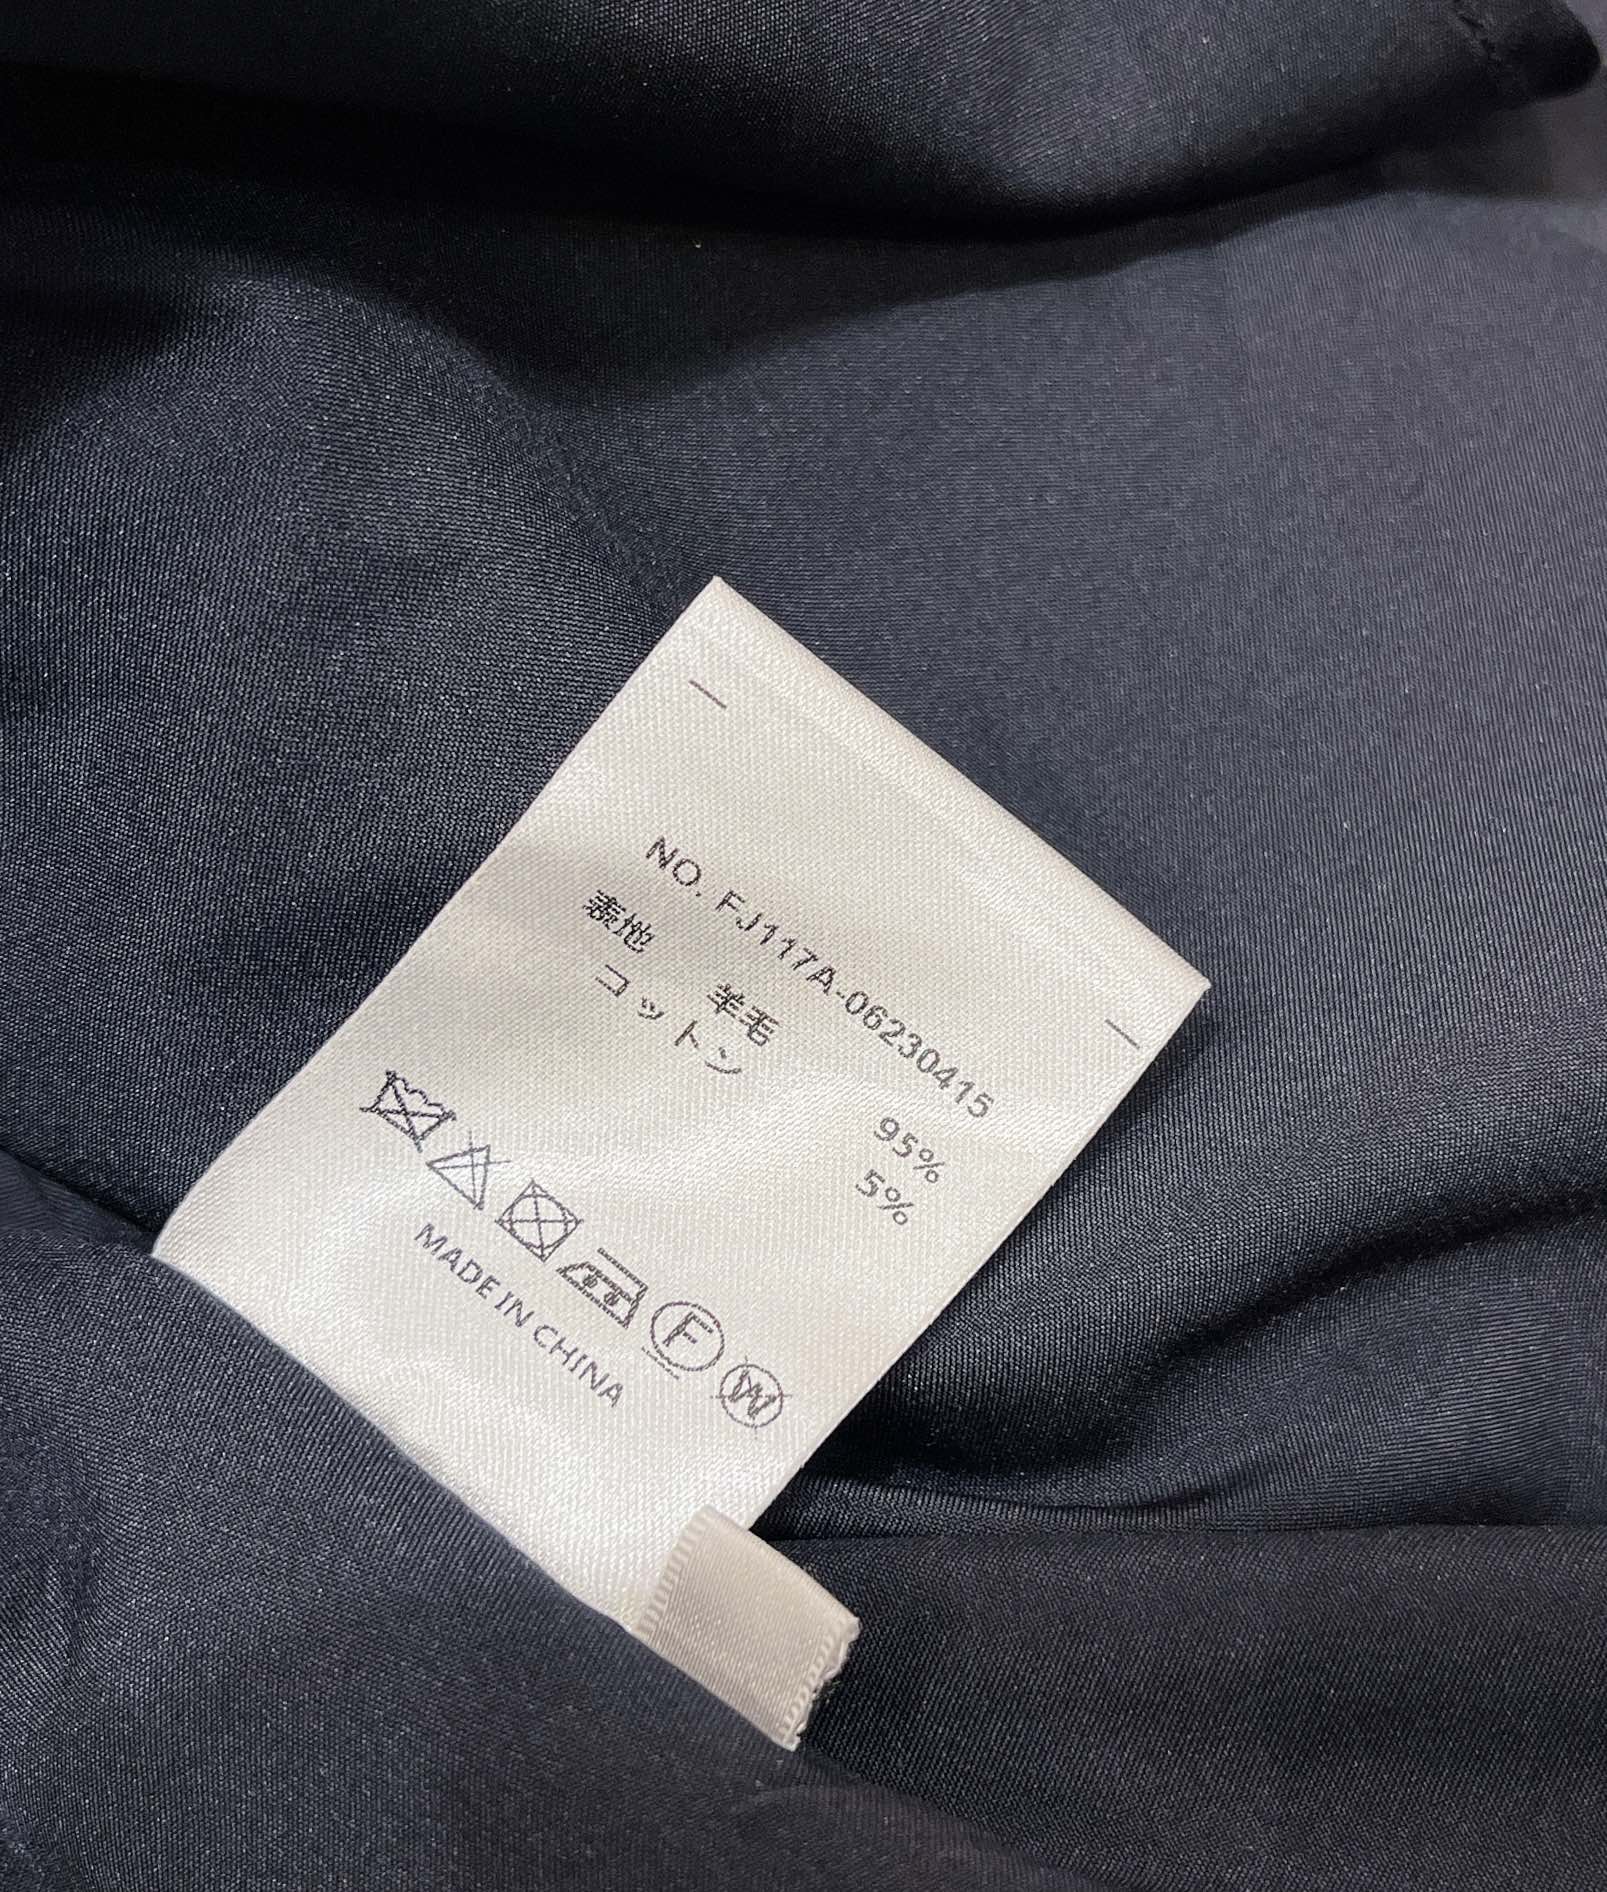 NO. FJ117A-06230415
表地 羊毛 95%
コットン 5%
F
W
MADE IN CHINA